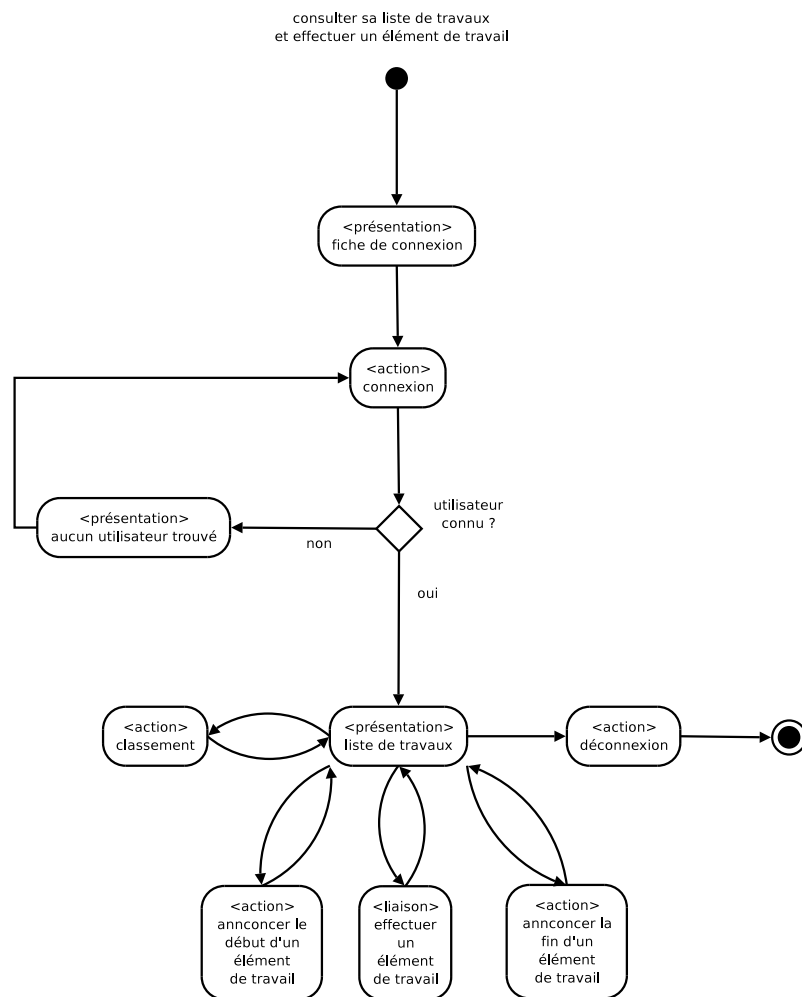 consulter sa liste de travaux
et effectuer un élément de travail
<présentation>
fiche de connexion
<action>
connexion
utilisateur
connu ?
<présentation>
aucun utilisateur trouvé
non
oui
<action>
classement
<présentation>
liste de travaux
<action>
déconnexion
<action>
annconcer le
début d'un
élément
de travail
<liaison>
effectuer
un
élément
de travail
<action>
annconcer la
fin d'un
élément
de travail